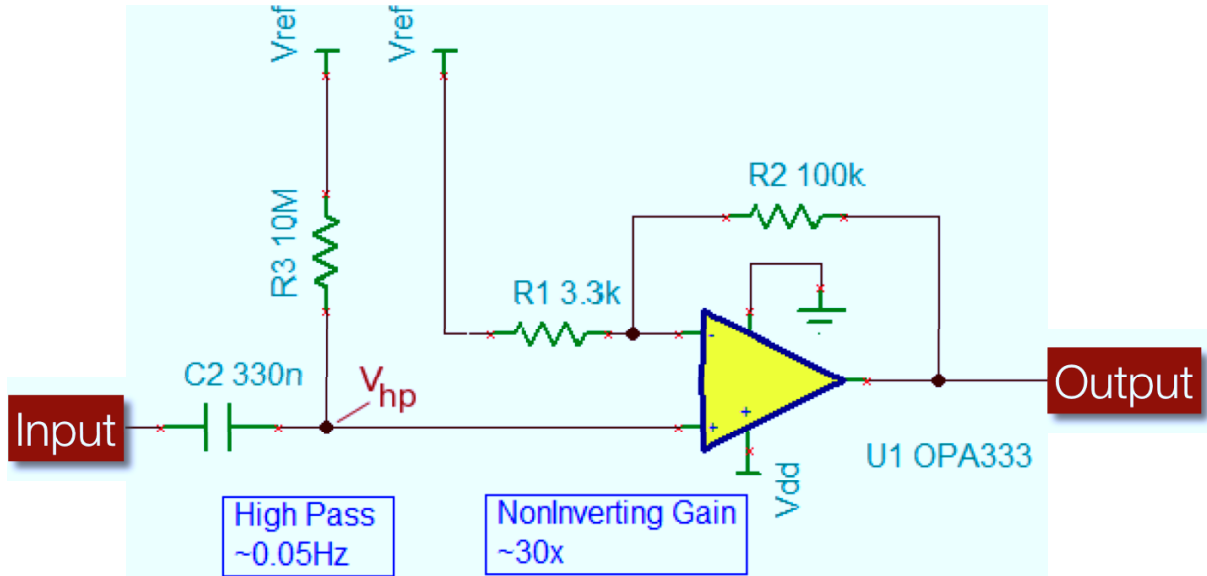 Vref
Vref
R3 10M
R2 100k
R1 3.3k
-
C2 330n
Vhp
Input
+
+
Output
U1 OPA333
Vdd
High Pass
~0.05Hz
NonInverting Gain
~30x